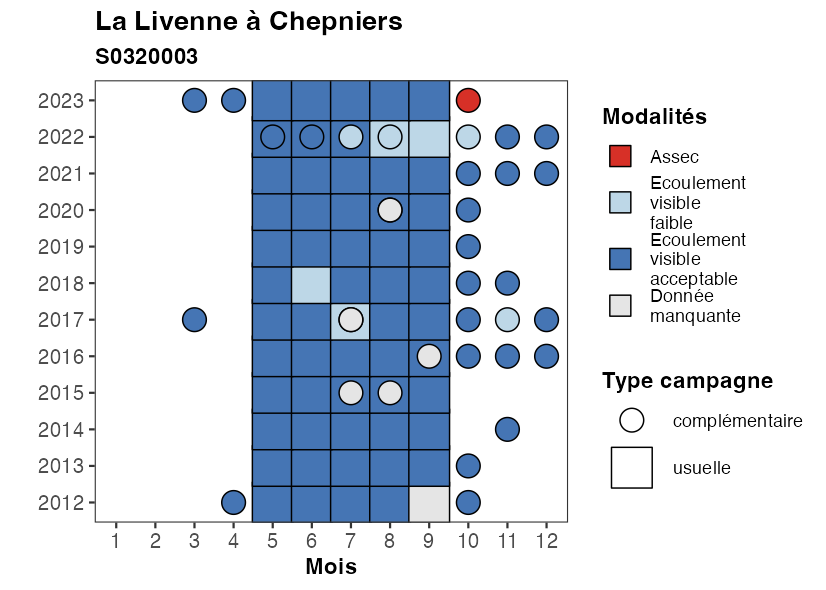 La Livenne à Chepniers
S0320003
2023
2022
2021
2020
2019
2018
2017
2016
2015
2014
2013
2012
1 2 3 4 5 6 7 8 9 10 11 12
Mois
Modalités
Assec
Ecoulement
visible
faible
Ecoulement
visible
acceptable
Donnée
manquante
Type campagne
complémentaire
usuelle